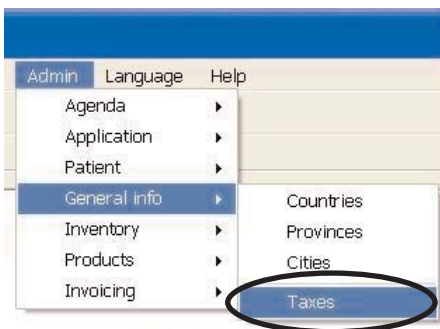 Admin Language Help
Agenda
Application
Patient
General info
Inventory
Products
Invoicing
Countries
Provinces
Cities
Taxes